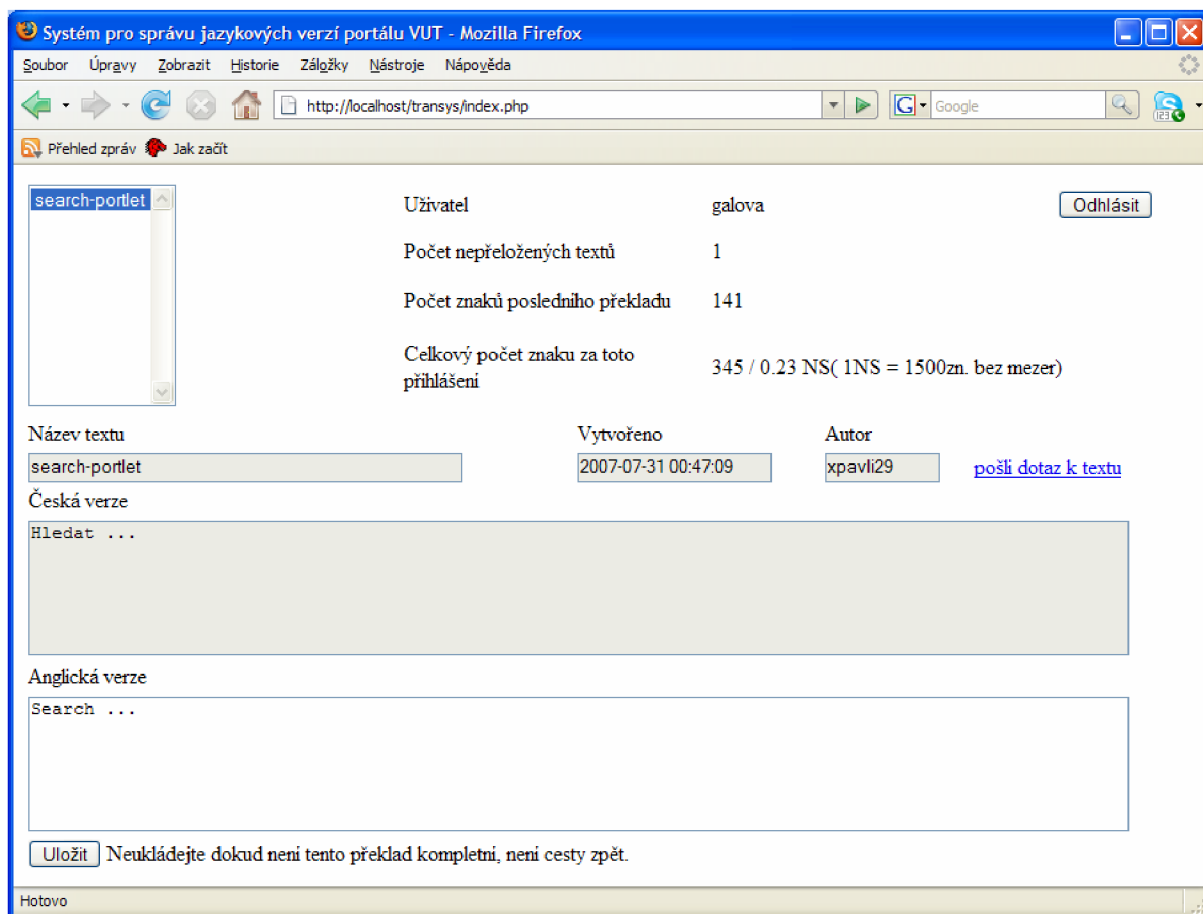 Systém pro správu jazykových verzí portálu VUT - Mozilla Firefox
Soubor Úpravy Zobrazit Historie Záložky Nástroje Nápověda
http://localhost/transys/index.php G Google
Přehled zpráv Jak začít
search-portlet Uživatel galova Odhlásit
Počet nepřeložených textů 1
Počet znaků posledního překladu 141
Celkový počet znaku za toto
přihlášení 345 / 0.23 NS( 1NS = 1500zn. bez mezer)
Název textu Vytvořeno Autor
search-portlet 2007-07-31 00:47:09 xpavli29 pošli dotaz k textu
Česká verze
Hledat ...
Anglická verze
Search ...
Uložit Neukládejte dokud není tento překlad kompletní, není cesty zpět.
Hotovo